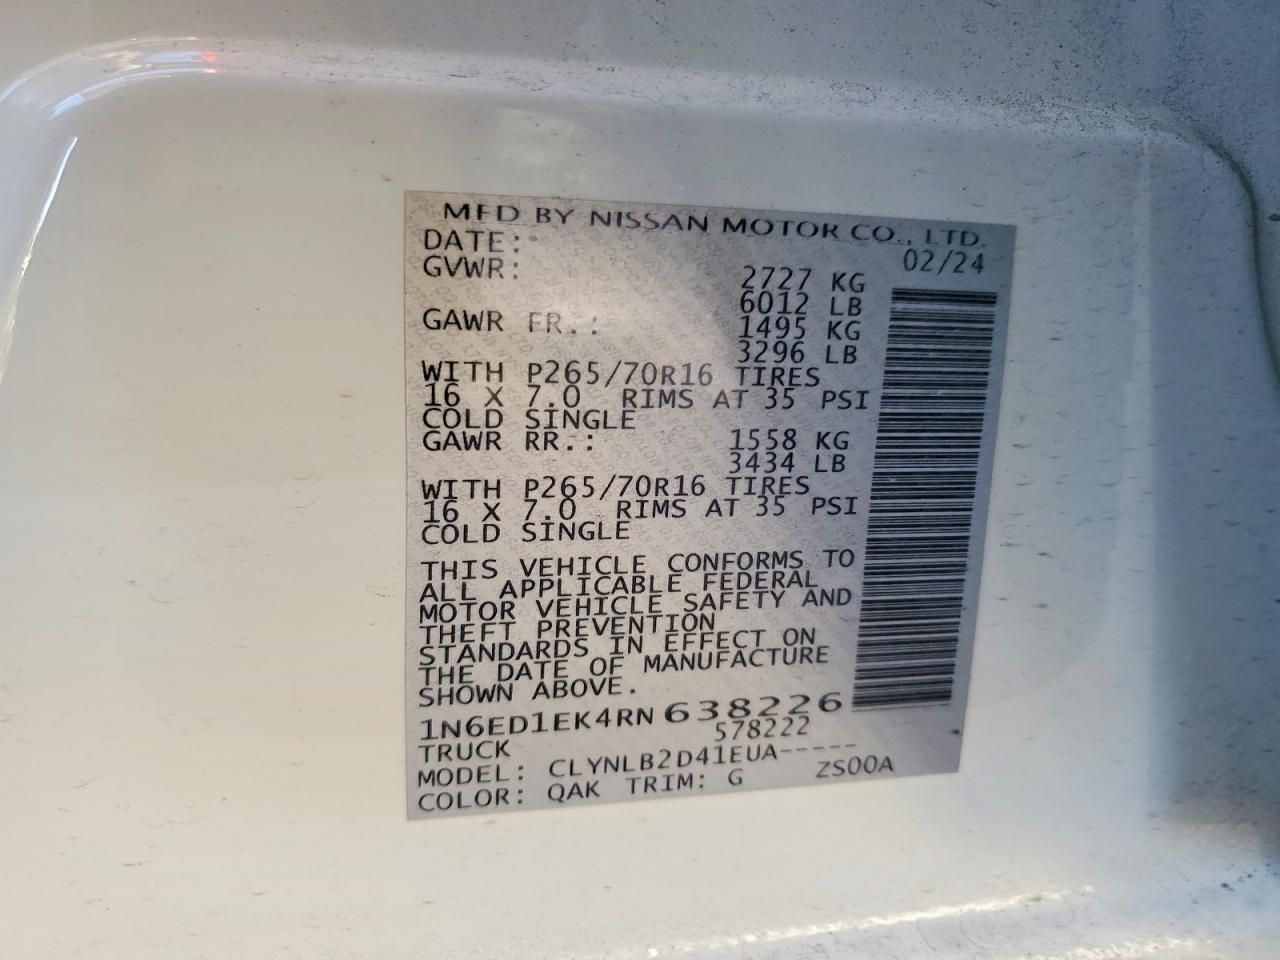 MFD BY NISSAN MOTOR CO., LTD.
DATE: 02/24
GVWR: 2727 KG
6012 LB
GAWR FR.: 1495 KG
3296 LB
WITH P265/70R16 TIRES
16 X 7.0 RIMS AT 35 PSI
COLD SINGLE
GAWR RR.: 1558 KG
3434 LB
WITH P265/70R16 TIRES
16 X 7.0 RIMS AT 35 PSI
COLD SINGLE
THIS VEHICLE CONFORMS TO
ALL APPLICABLE FEDERAL
MOTOR VEHICLE SAFETY AND
THEFT PREVENTION
STANDARDS IN EFFECT ON
THE DATE OF MANUFACTURE
SHOWN ABOVE.
1N6ED1EK4RN638226
TRUCK 578222
MODEL: CLYNLB2D41EUA-----
COLOR: QAK TRIM: G ZS00A